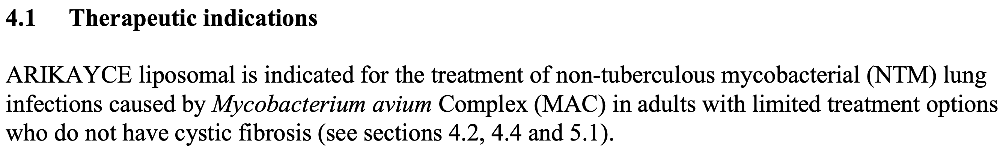 4.1 Therapeutic indications
ARIKAYCE liposomal is indicated for the treatment of non-tuberculous mycobacterial (NTM) lung
infections caused by Mycobacterium avium Complex (MAC) in adults with limited treatment options
who do not have cystic fibrosis (see sections 4.2, 4.4 and 5.1).